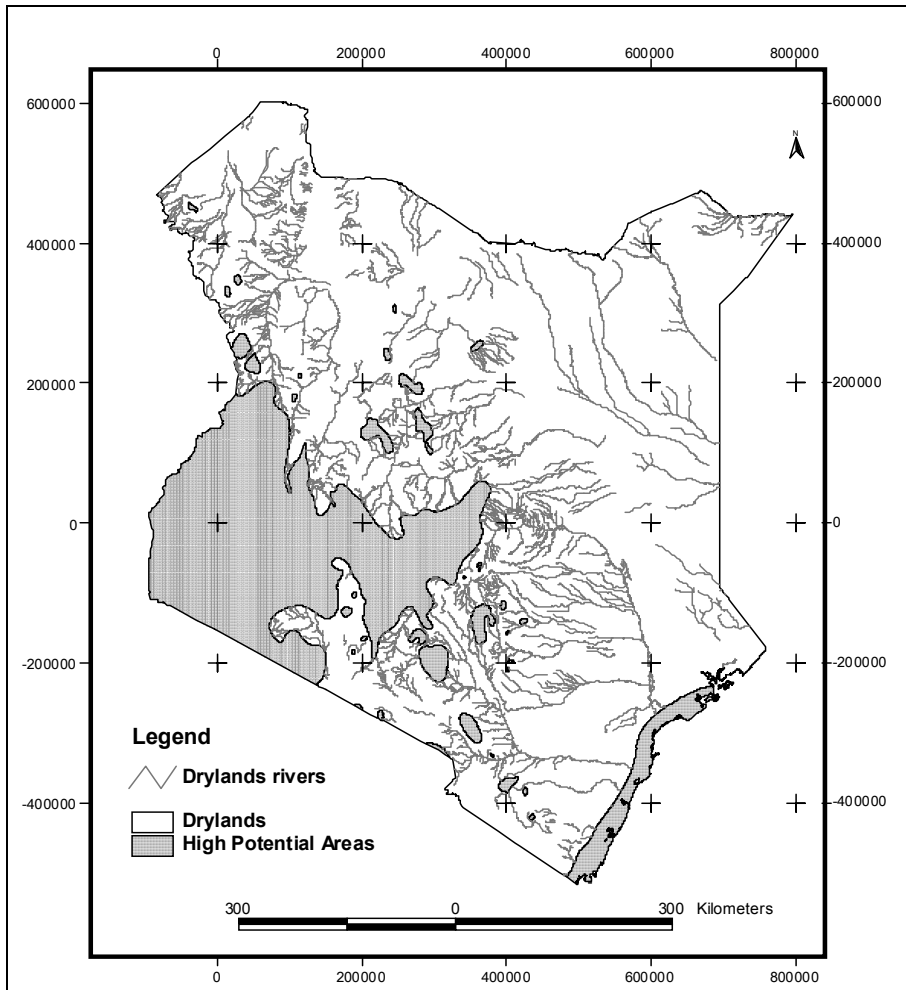 0 200000 400000 600000 800000
600000 600000
N
400000 400000
200000 200000
0 0
-200000 -200000
Legend
Drylands rivers
-400000 -400000
Drylands
High Potential Areas
300 0 300 Kilometers
0 200000 400000 600000 800000